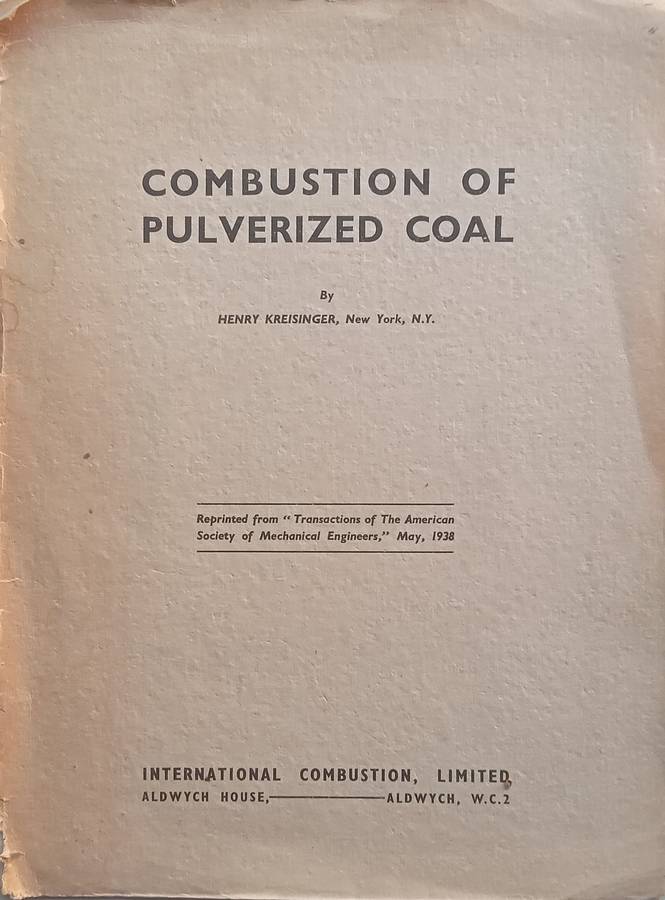 COMBUSTION OF
PULVERIZED COAL
By
HENRY KREISINGER, New York, N.Y.
Reprinted from “ Transactions of The American
Society of Mechanical Engineers,” May, 1938
INTERNATIONAL COMBUSTION, LIMITED,
ALDWYCH HOUSE,————ALDWYCH, W.C.2